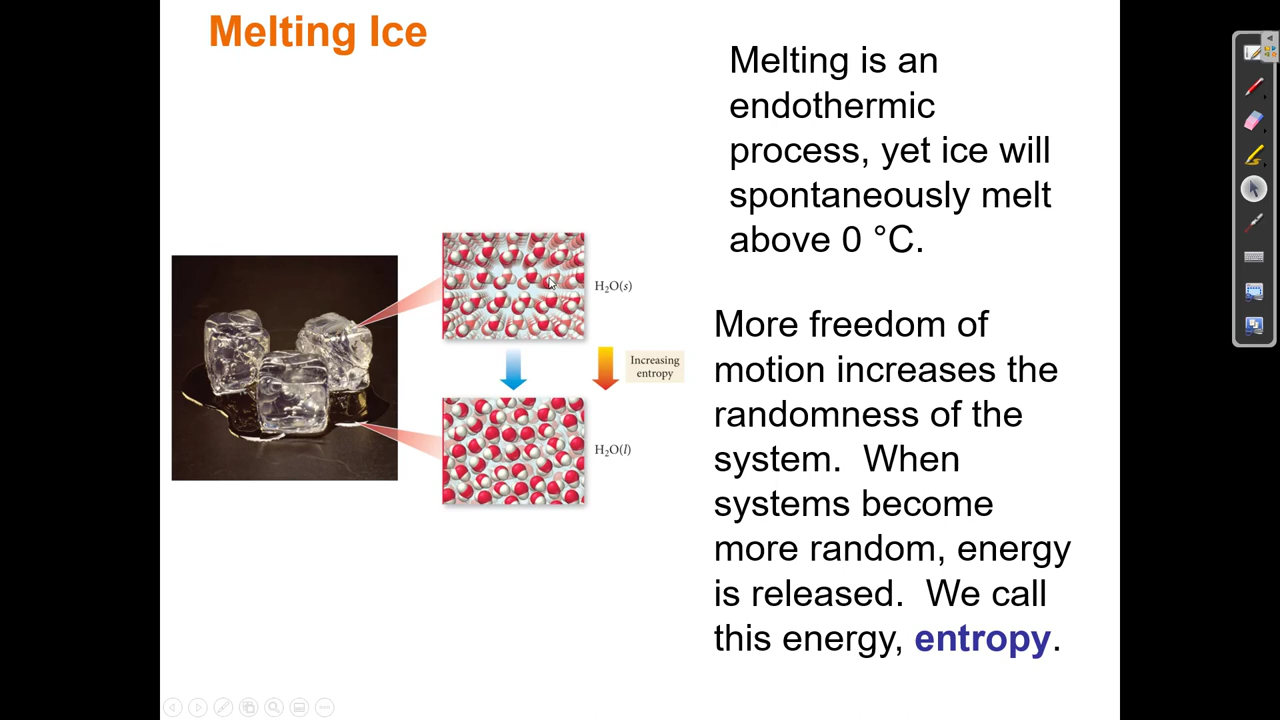 Melting Ice
Melting is an
endothermic
process, yet ice will
spontaneously melt
above 0 °C.
H₂O(s)
Increasing
entropy
H₂O(l)
More freedom of
motion increases the
randomness of the
system. When
systems become
more random, energy
is released. We call
this energy, entropy.